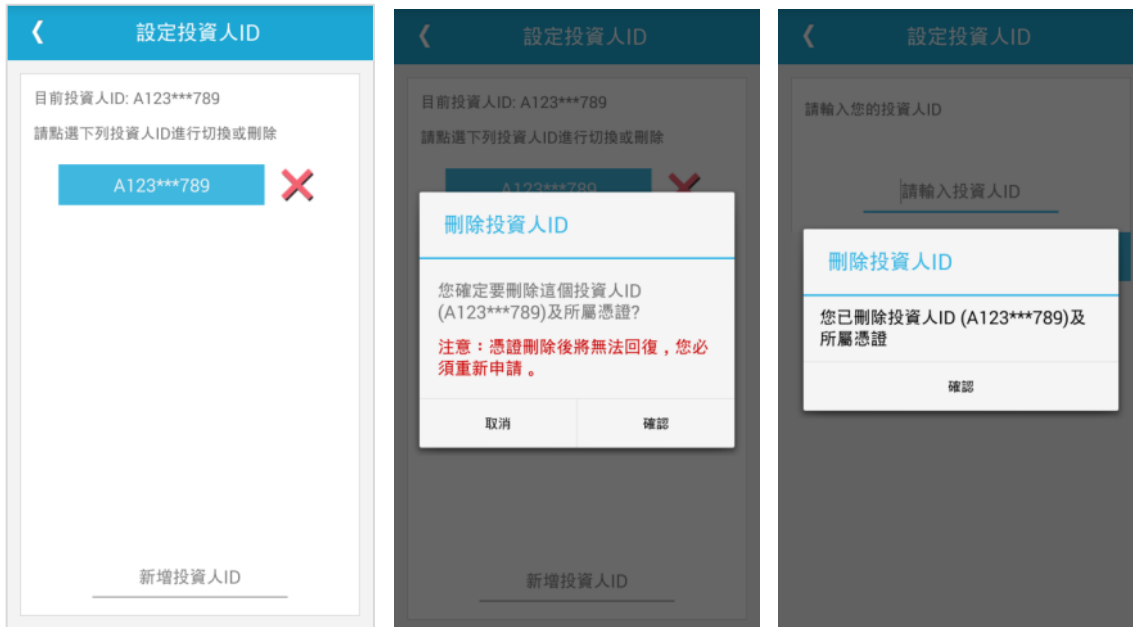 設定投資人ID
目前投資人ID: A123***789
請點選下列投資人ID進行切換或刪除
A123***789
新增投資人ID
設定投資人ID
目前投資人ID: A123***789
請點選下列投資人ID進行切換或刪除
A123***789
刪除投資人ID
您確定要刪除這個投資人ID
(A123***789)及所屬憑證?
注意：憑證刪除後將無法回復，您必
須重新申請。
取消 確認
新增投資人ID
設定投資人ID
請輸入您的投資人ID
請輸入投資人ID
刪除投資人ID
您已刪除投資人ID (A123***789)及
所屬憑證
確認